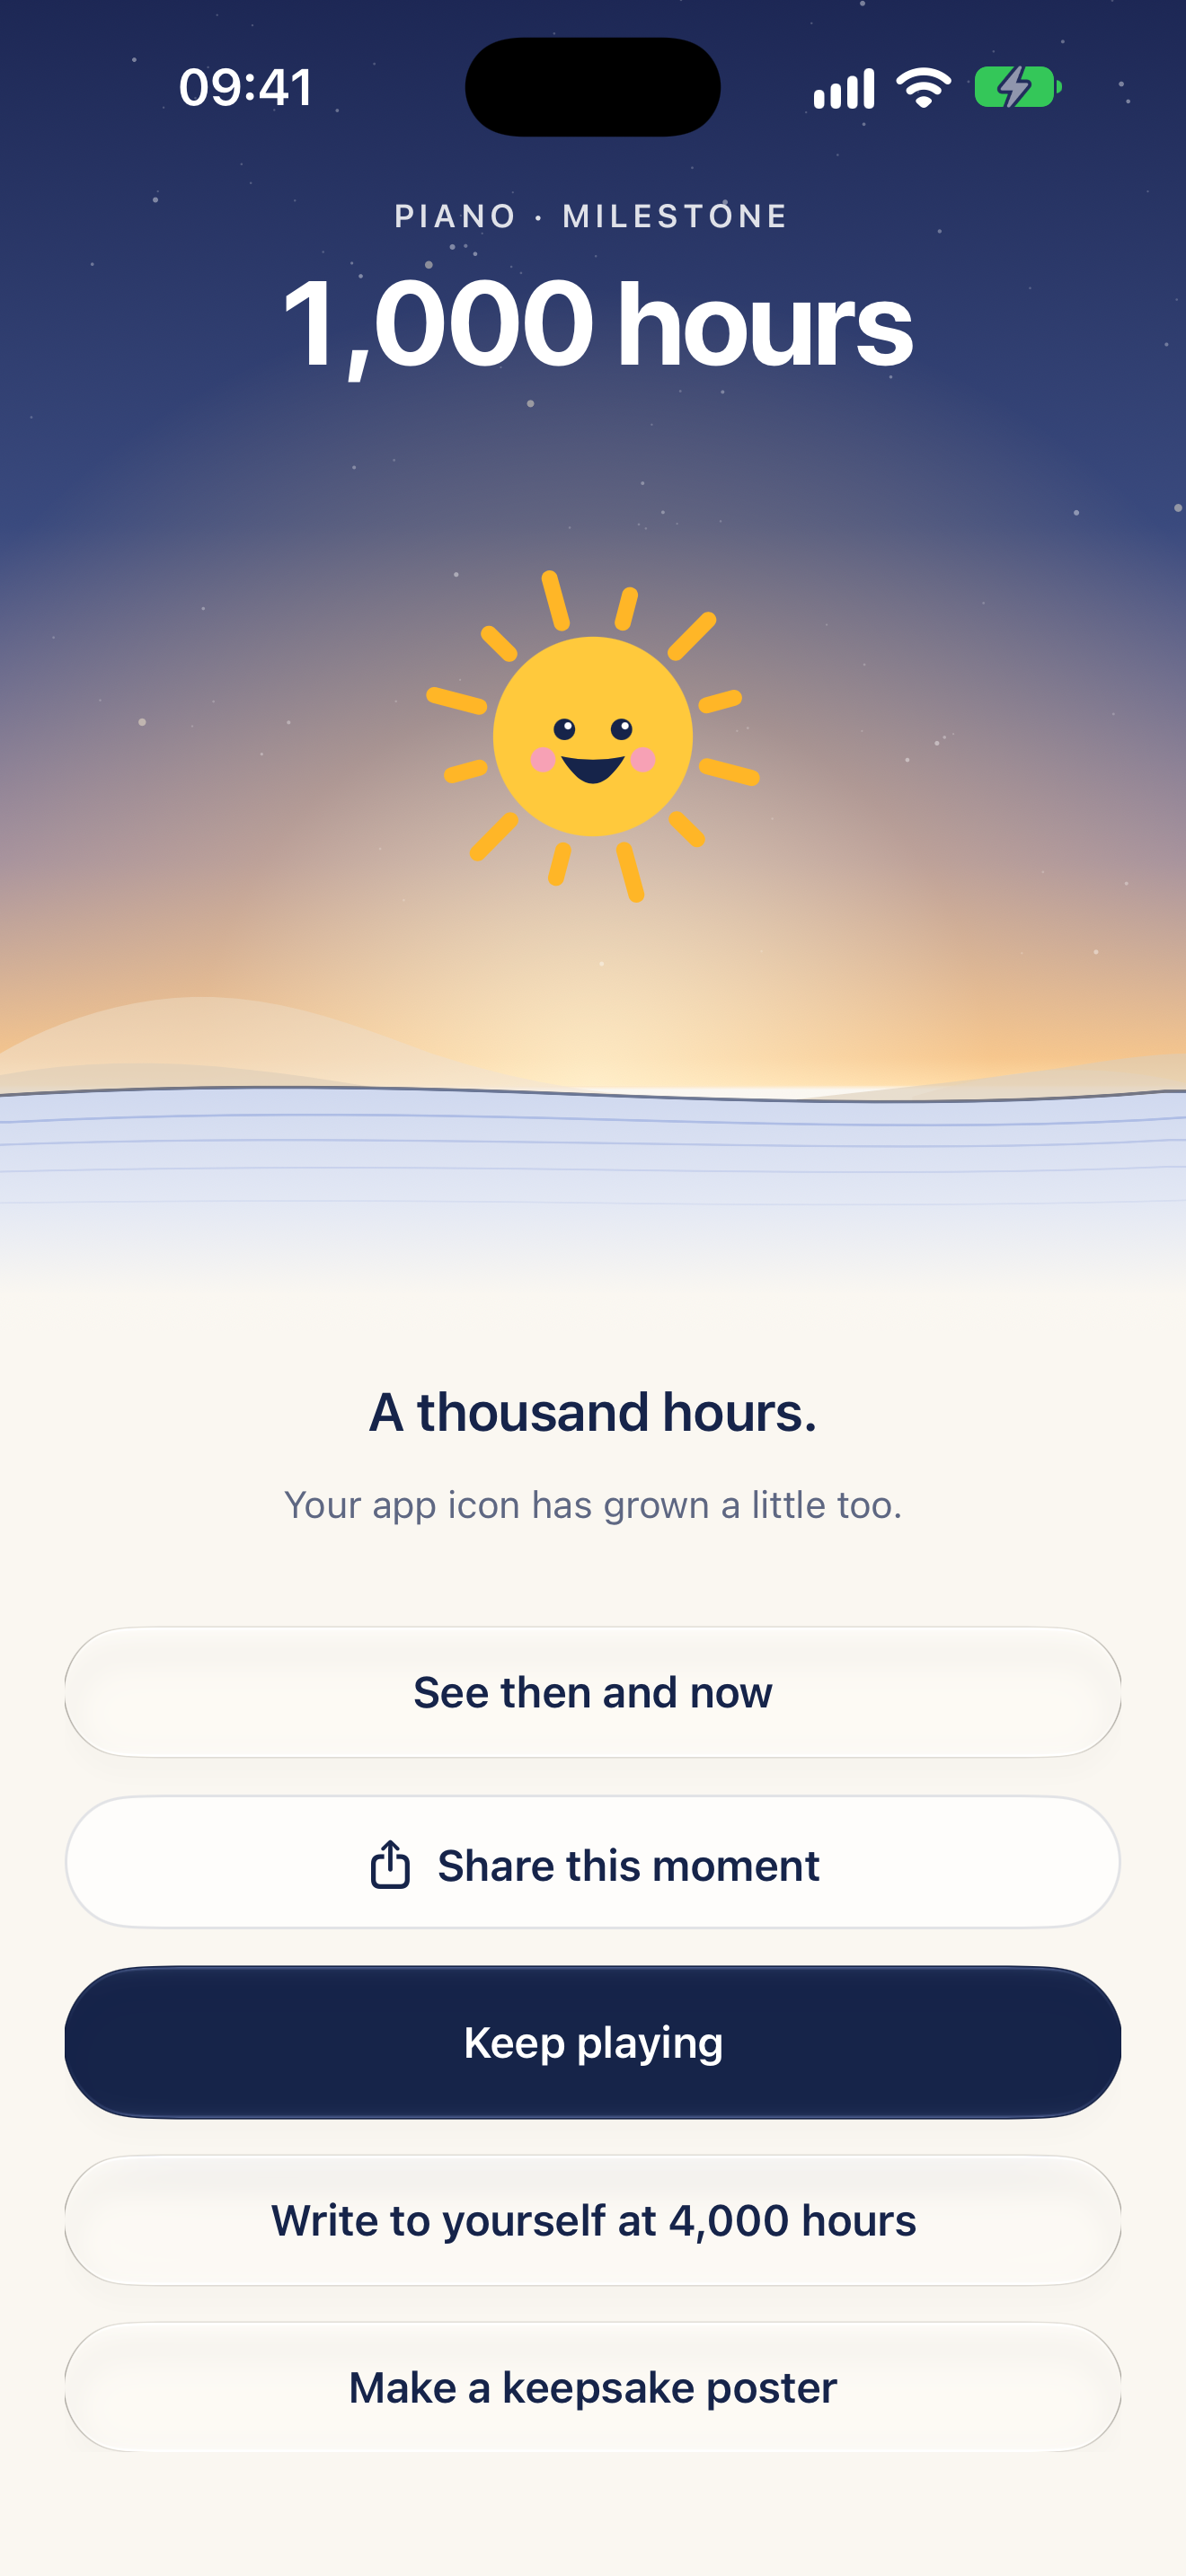 09:41
PIANO · MILESTONE
1,000 hours
A thousand hours.
Your app icon has grown a little too.
See then and now
Share this moment
Keep playing
Write to yourself at 4,000 hours
Make a keepsake poster